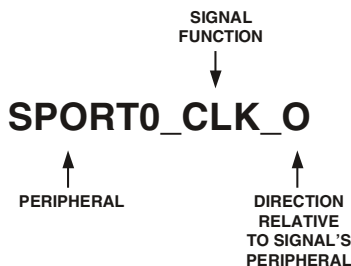 SIGNAL
FUNCTION
SPORT0_CLK_O
PERIPHERAL
DIRECTION
RELATIVE
TO SIGNAL'S
PERIPHERAL